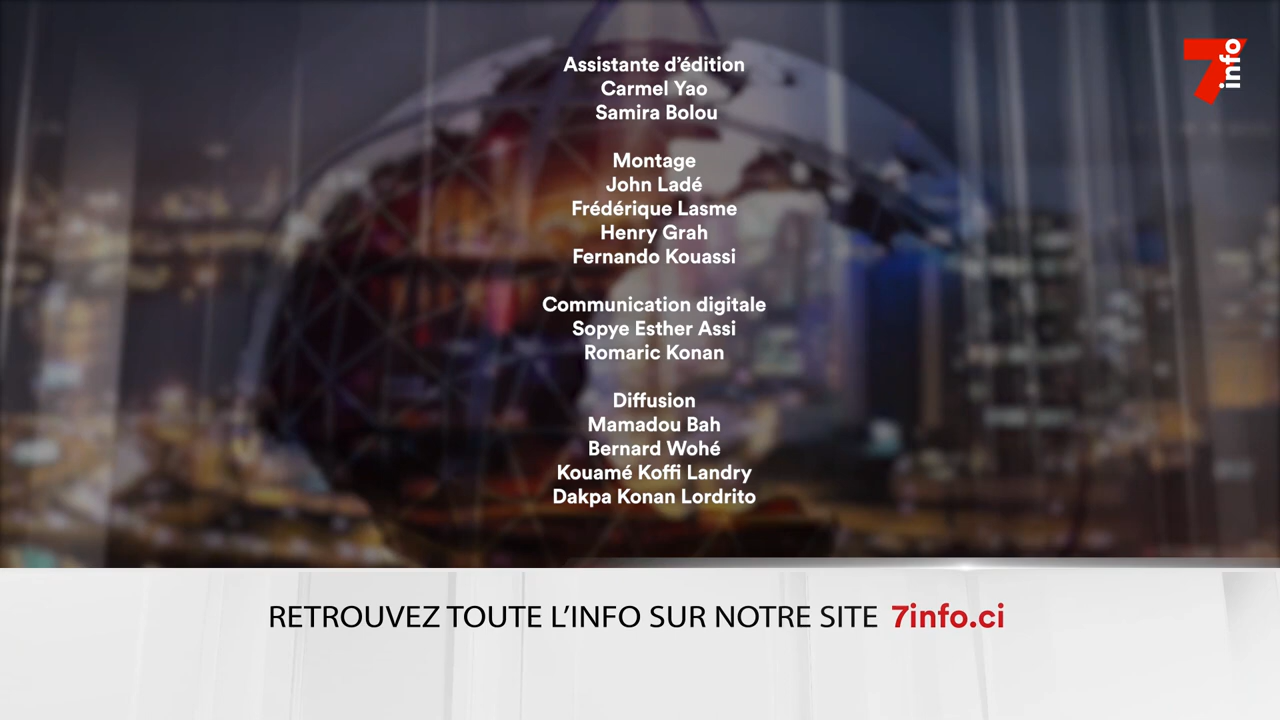 7info
Assistante d’édition
Carmel Yao
Samira Bolou
Montage
John Ladé
Frédérique Lasme
Henry Grah
Fernando Kouassi
Communication digitale
Sopye Esther Assi
Romaric Konan
Diffusion
Mamadou Bah
Bernard Wohé
Kouamé Koffi Landry
Dakpa Konan Lordrito
RETROUVEZ TOUTE L’INFO SUR NOTRE SITE 7info.ci